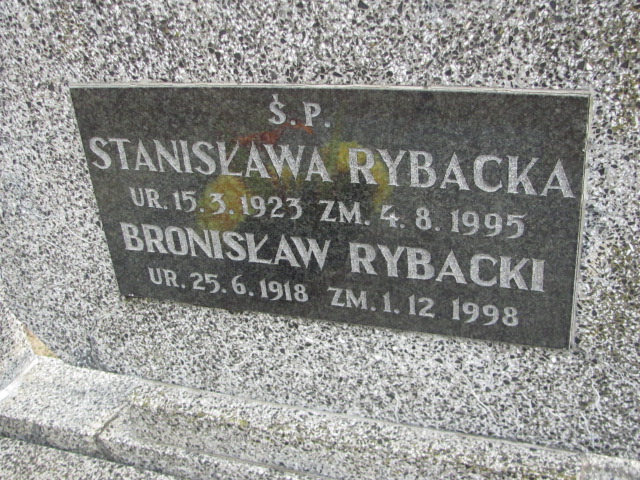 Ś.P.
STANISŁAWA RYBACKA
UR. 15.3.1923 ZM. 4.8.1995
BRONISŁAW RYBACKI
UR. 25.6.1918 ZM. 1.12 1998